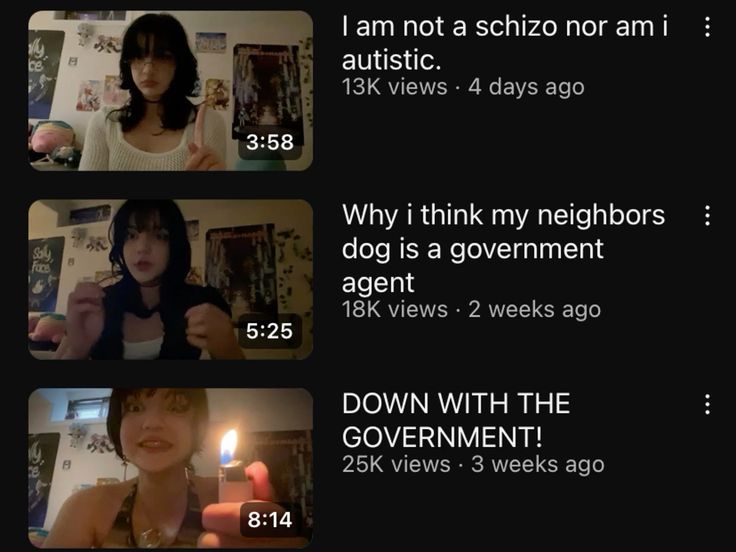 I am not a schizo nor am i
autistic.
13K views · 4 days ago
3:58
Why i think my neighbors
dog is a government
agent
18K views · 2 weeks ago
Sally
Face
5:25
DOWN WITH THE
GOVERNMENT!
25K views · 3 weeks ago
8:14